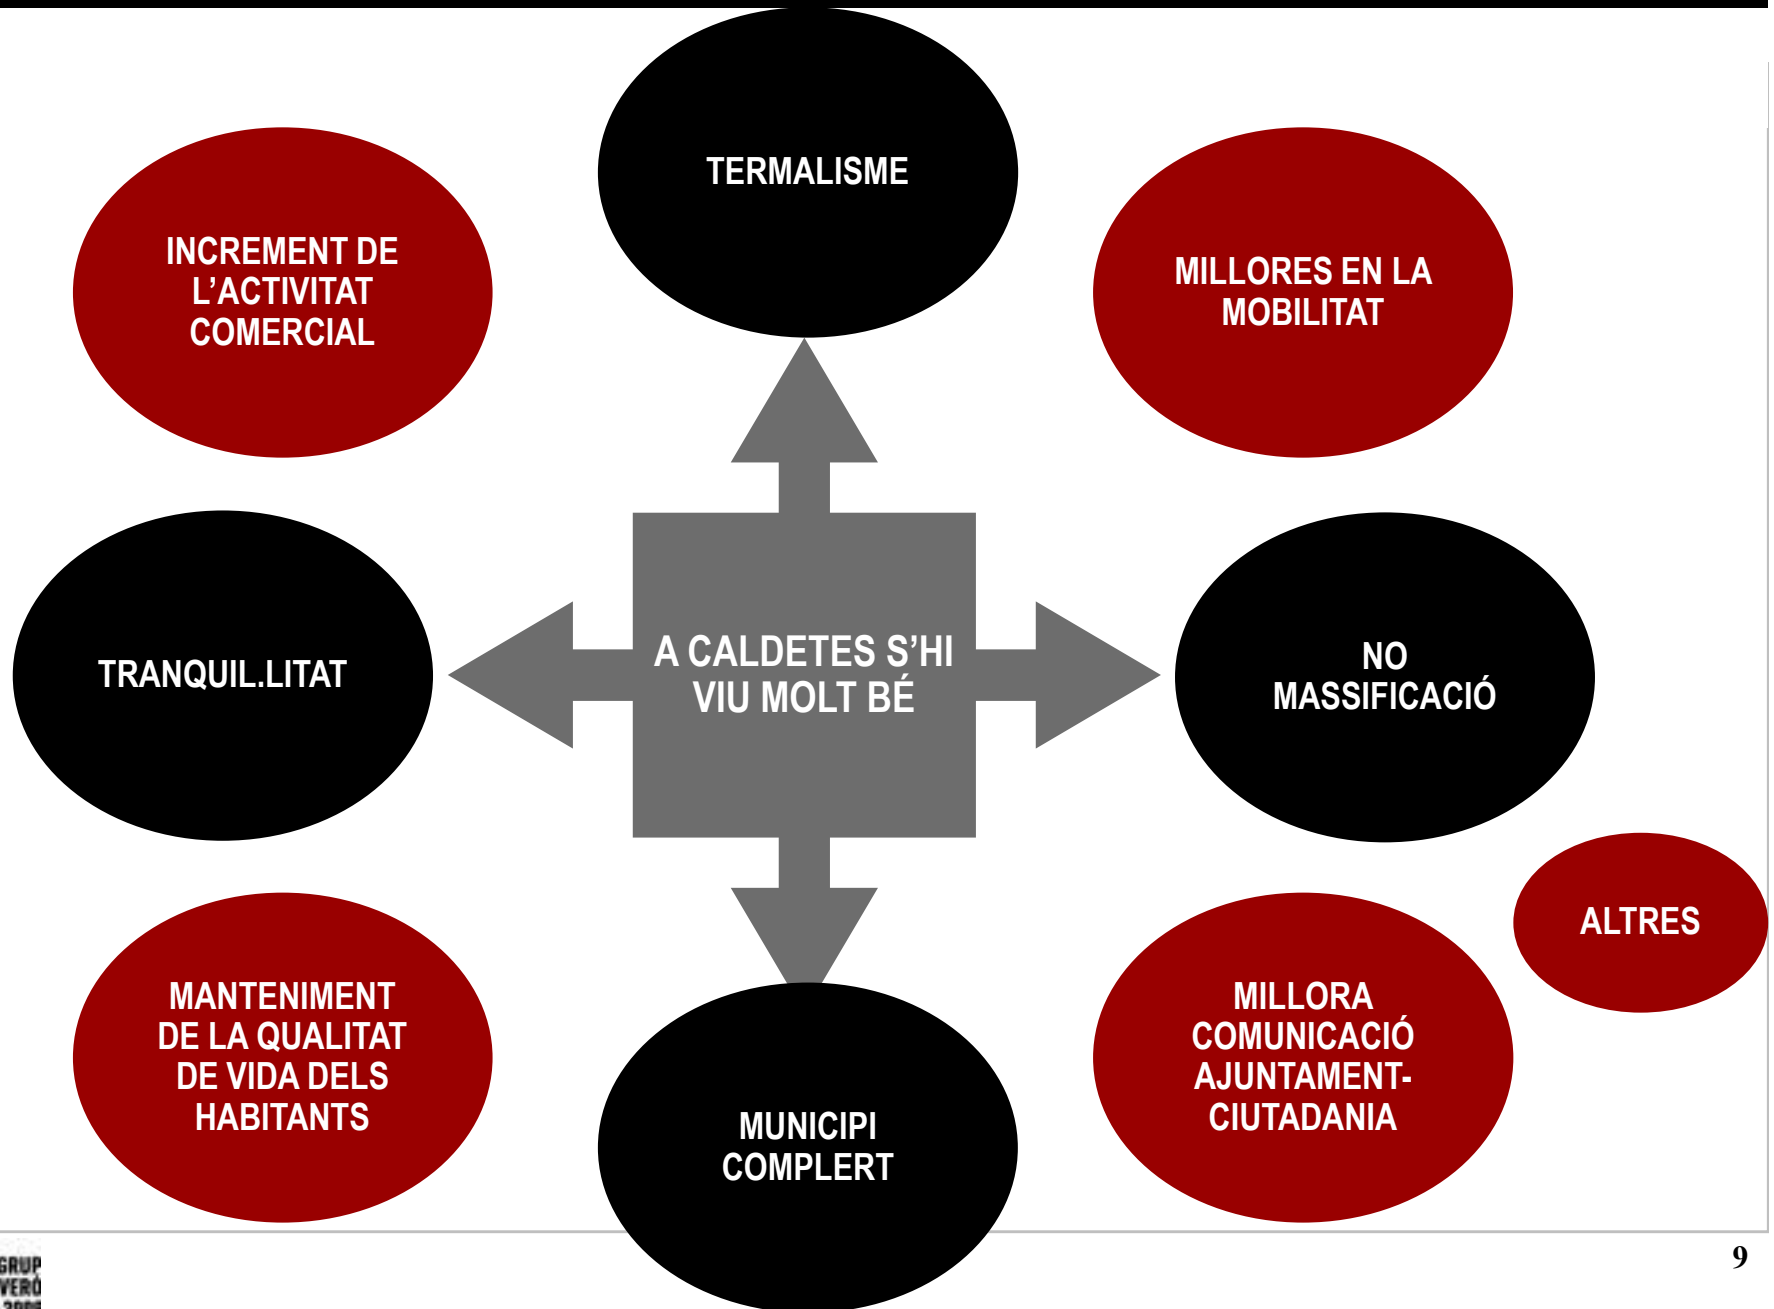 TERMALISME
INCREMENT DE
L’ACTIVITAT
COMERCIAL
MILLORES EN LA
MOBILITAT
TRANQUIL.LITAT
A CALDETES S’HI
VIU MOLT BÉ
NO
MASSIFICACIÓ
ALTRES
MANTENIMENT
DE LA QUALITAT
DE VIDA DELS
HABITANTS
MILLORA
COMUNICACIÓ
AJUNTAMENT-
CIUTADANIA
MUNICIPI
COMPLERT
9
GRUP